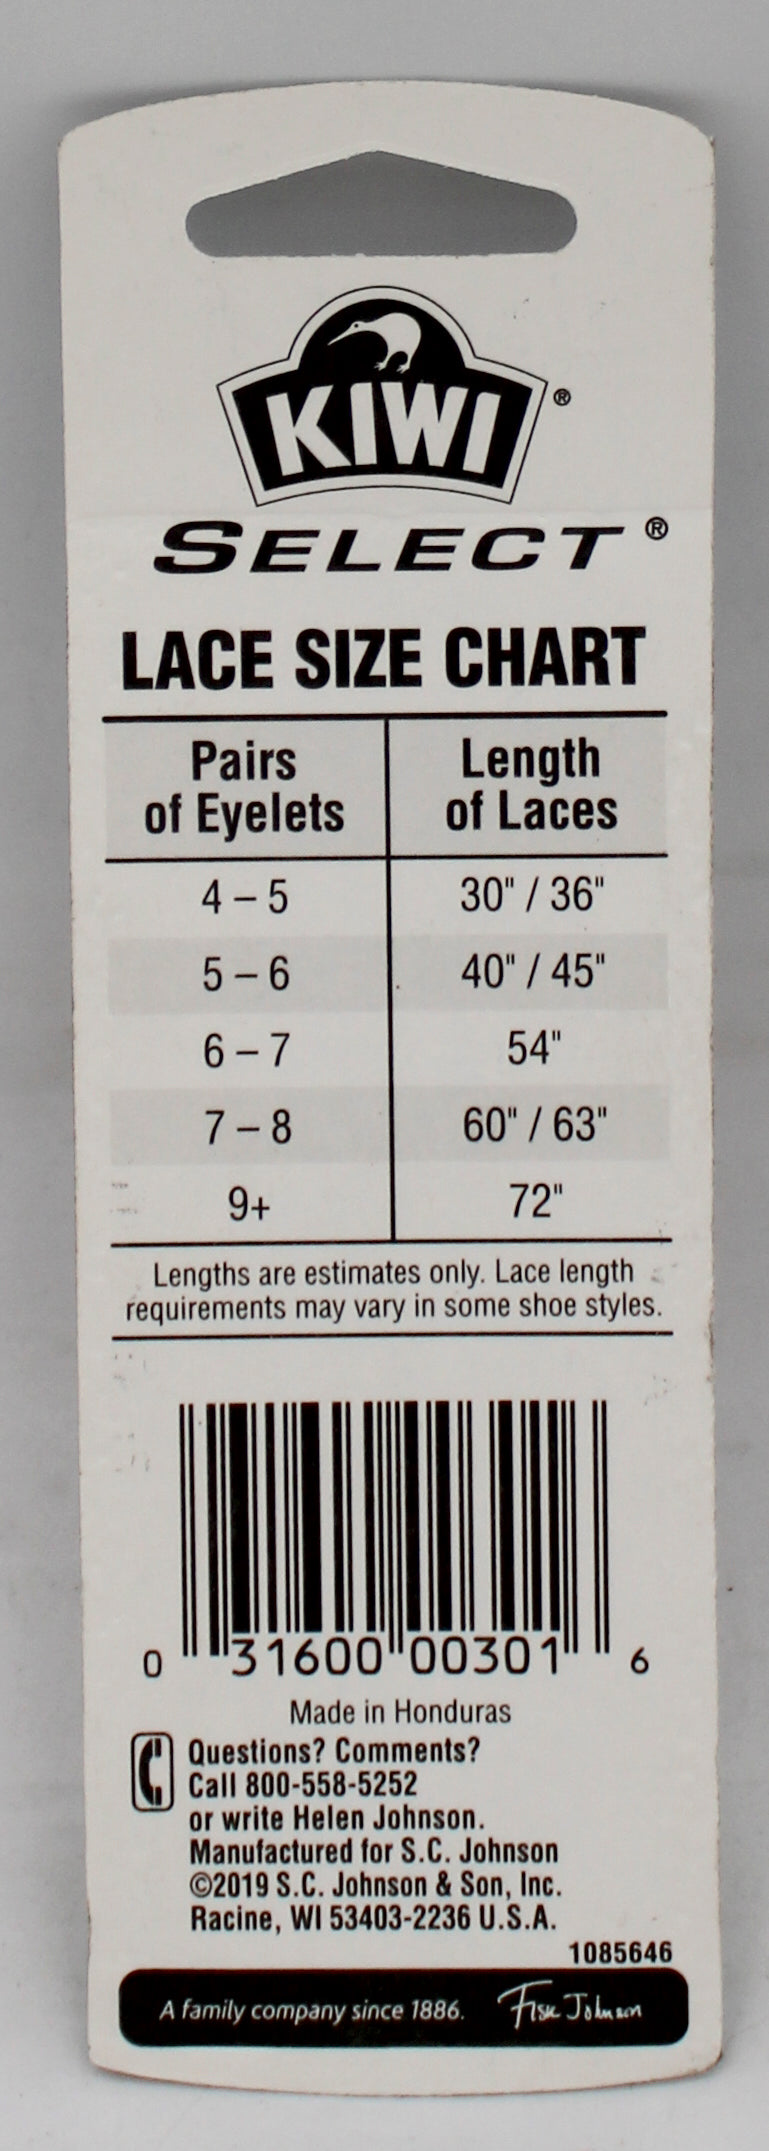 KIWI®
SELECT®
LACE SIZE CHART
Pairs of Eyelets Length of Laces
4 – 5 30" / 36"
5 – 6 40" / 45"
6 – 7 54"
7 – 8 60" / 63"
9+ 72"
Lengths are estimates only. Lace length
requirements may vary in some shoe styles.
0 31600 00301 6
Made in Honduras
Questions? Comments?
Call 800-558-5252
or write Helen Johnson.
Manufactured for S.C. Johnson
©2019 S.C. Johnson & Son, Inc.
Racine, WI 53403-2236 U.S.A.
1085646
A family company since 1886. Fisk Johnson